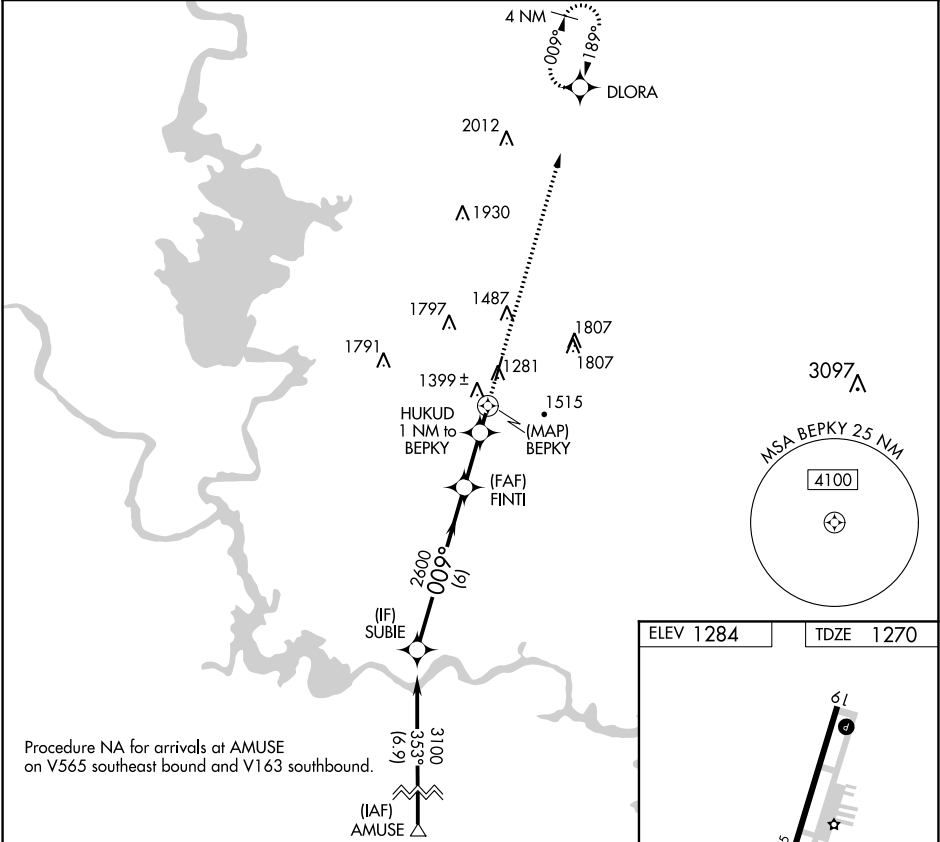 4 NM
009°
189°
DLORA
2012
1930
1487
1797
1807
1807
1791
1281
3097
1399 ±
1515
HUKUD
1 NM to
BEPKY
(MAP)
BEPKY
MSA BEPKY 25 NM
4100
(FAF)
FINTI
2600
009°
(6)
(IF)
SUBIE
ELEV 1284
TDZE 1270
19
P
Procedure NA for arrivals at AMUSE
on V565 southeast bound and V163 southbound.
3100
353°
(6.9)
(IAF)
AMUSE